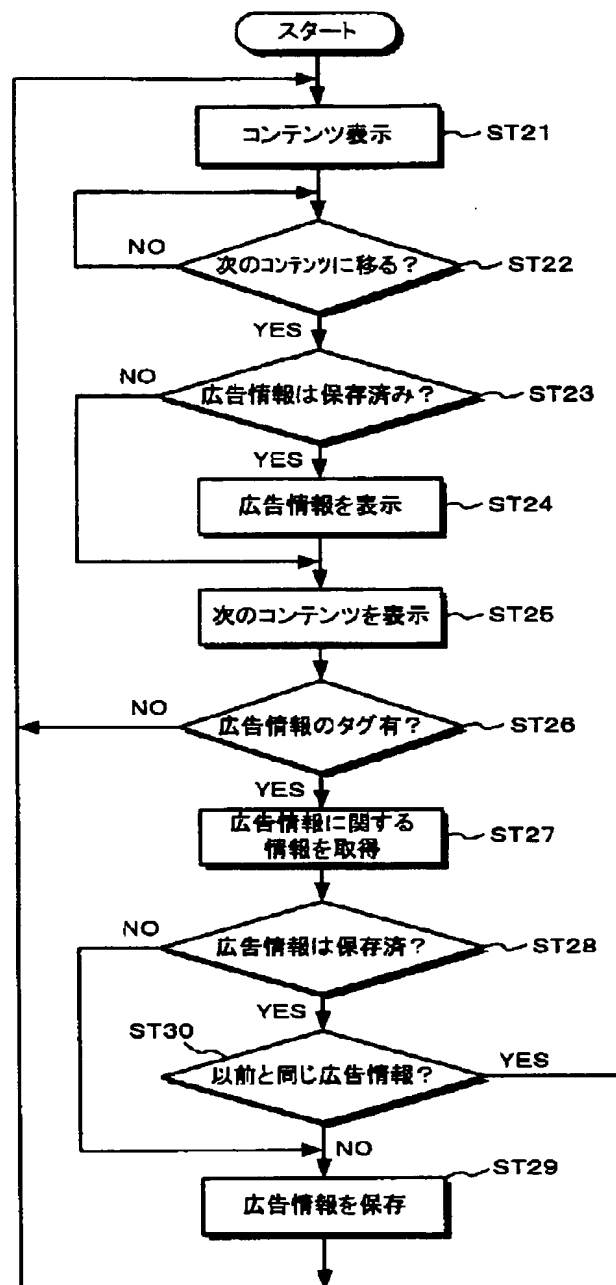 スタート
コンテンツ表示
ST21
NO
次のコンテンツに移る？
ST22
YES
NO
広告情報は保存済み？
ST23
YES
広告情報を表示
ST24
次のコンテンツを表示
ST25
NO
広告情報のタグ有？
ST26
YES
広告情報に関する
情報を取得
ST27
NO
広告情報は保存済？
ST28
YES
ST30
以前と同じ広告情報？
YES
NO
ST29
広告情報を保存